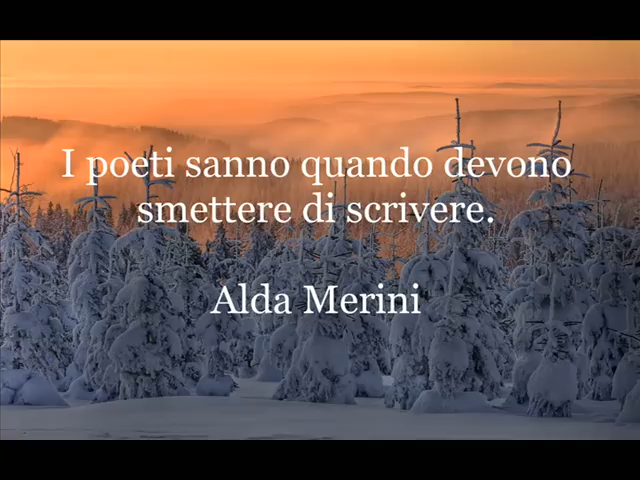 I poeti sanno quando devono
smettere di scrivere.
Alda Merini